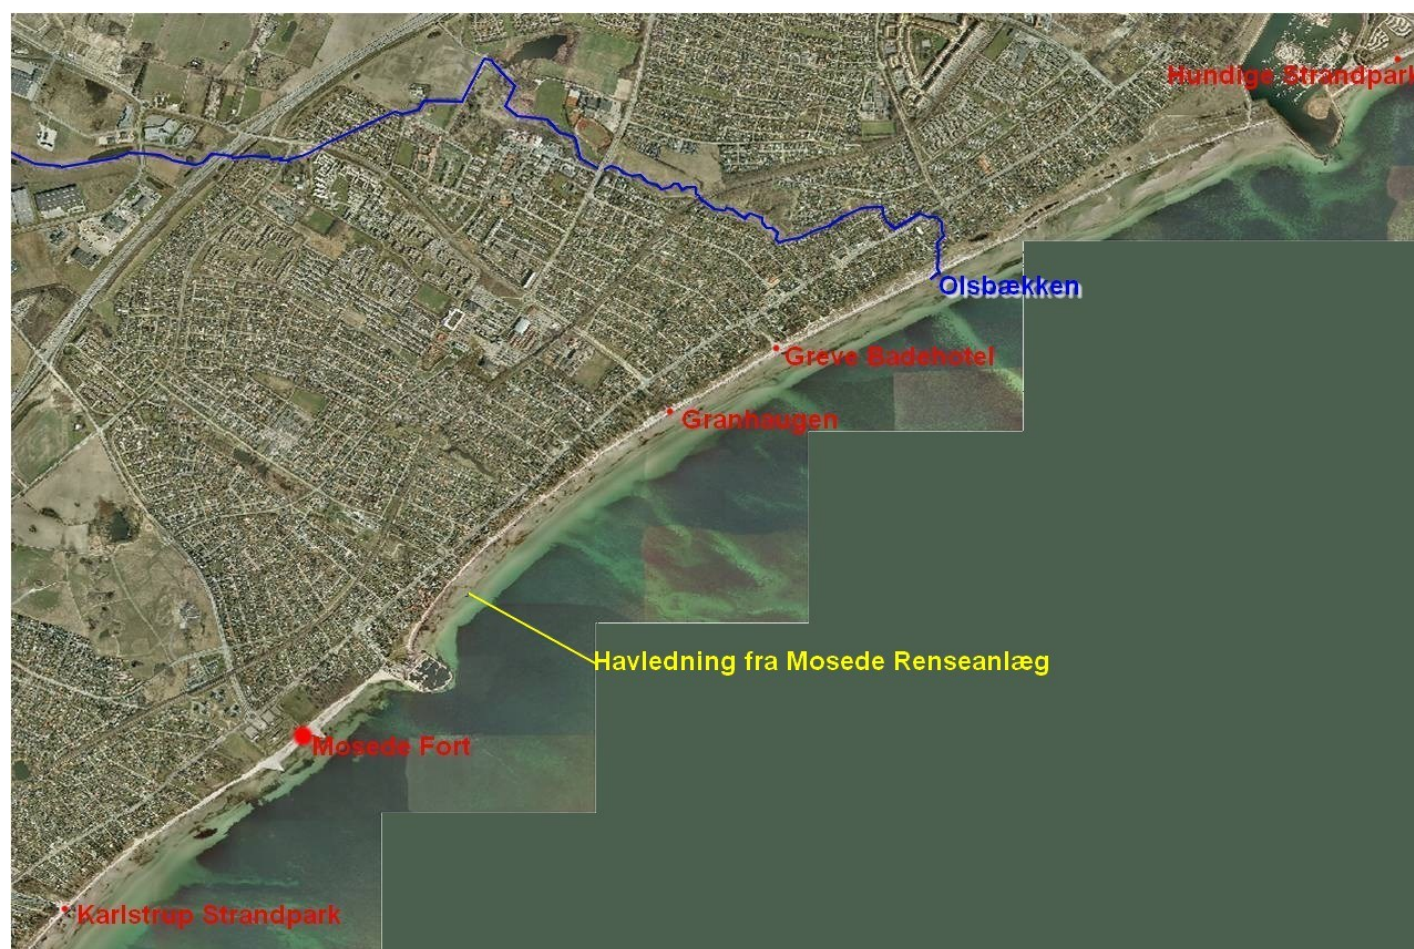 Hundige Strandpark
Olsbækken
Greve Badehotel
Granhaugen
Havledning fra Mosede Renseanlæg
Mosede Fort
Karlstrup Strandpark